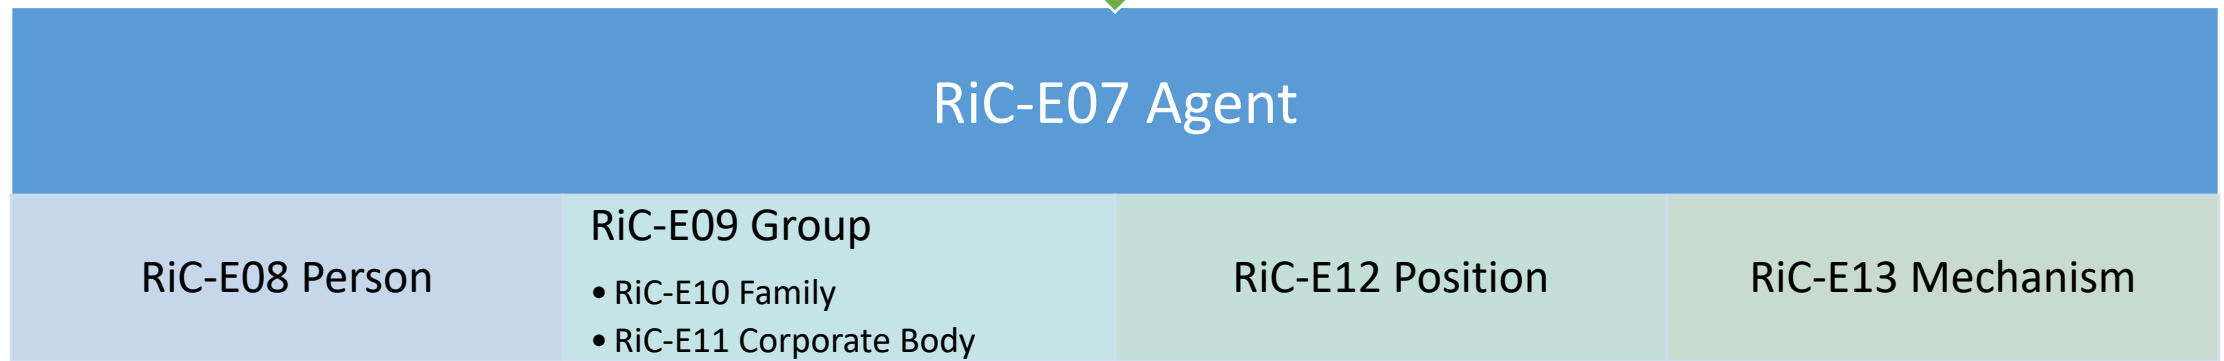 RiC-E07 Agent
RiC-E08 Person
RiC-E09 Group
• RiC-E10 Family
• RiC-E11 Corporate Body
RiC-E12 Position
RiC-E13 Mechanism